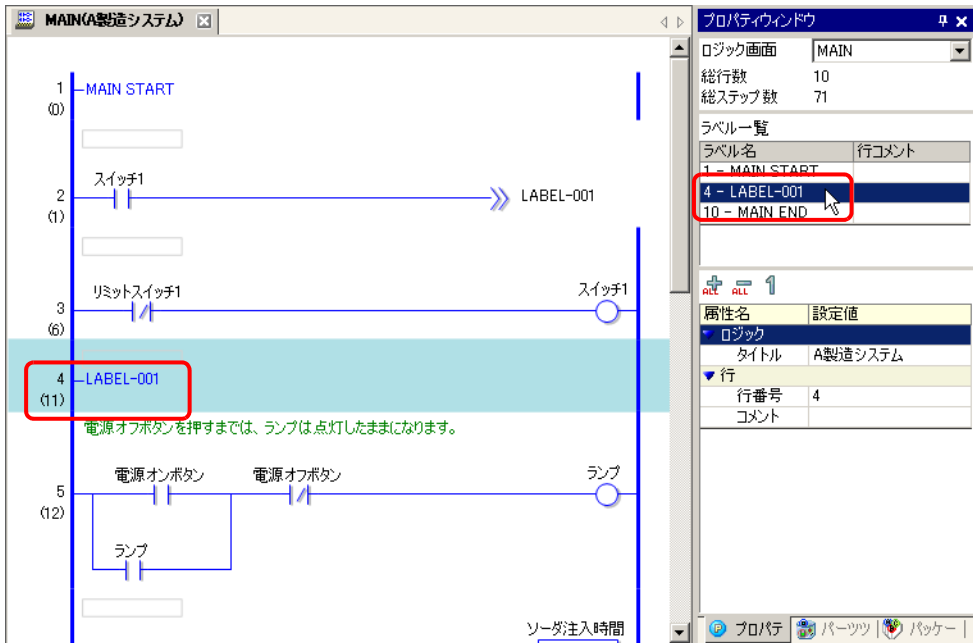 MAIN(A製造システム)
1 MAIN START
(0)
スイッチ1
2 LABEL-001
(1)
リミットスイッチ1 スイッチ1
3
(6)
4 LABEL-001
(11)
電源オフボタンを押すまでは、ランプは点灯したままになります。
電源オンボタン 電源オフボタン ランプ
5
(12)
ランプ
ソーダ注入時間
プロパティウィンドウ
ロジック画面 MAIN
総行数 10
総ステップ数 71
ラベル一覧
ラベル名 行コメント
1 - MAIN START
4 - LABEL-001
10 - MAIN END
ALL ALL 1
属性名 設定値
ロジック
タイトル A製造システム
行
行番号 4
コメント
プロパテ パーツツ パッケー